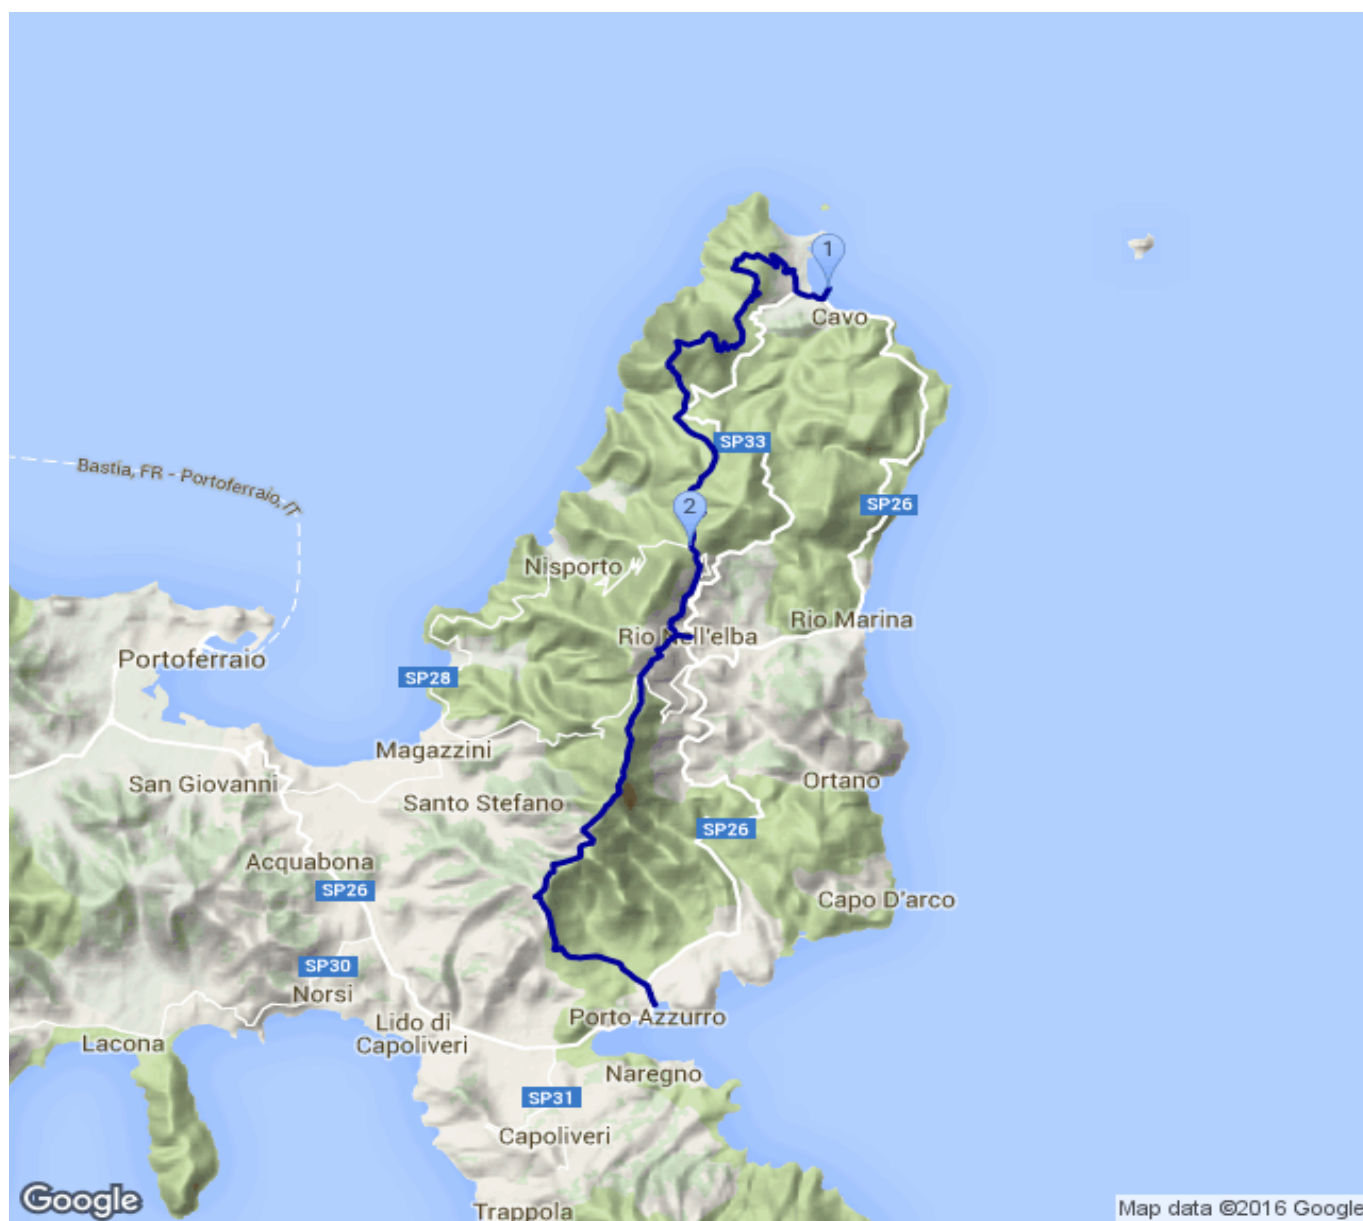 1
Cavo
SP33
Bastia, FR - Portoferraio, IT
2
SP26
Nisporto
Rio Marina
Rio Nell'elba
Portoferraio
SP28
Magazzini
San Giovanni
Ortano
Santo Stefano
SP26
Acquabona
SP26
Capo D'arco
SP30
Norsi
Porto Azzurro
Lido di
Capoliveri
Lacona
Naregno
SP31
Capoliveri
Google
Trappola
Map data ©2016 Google